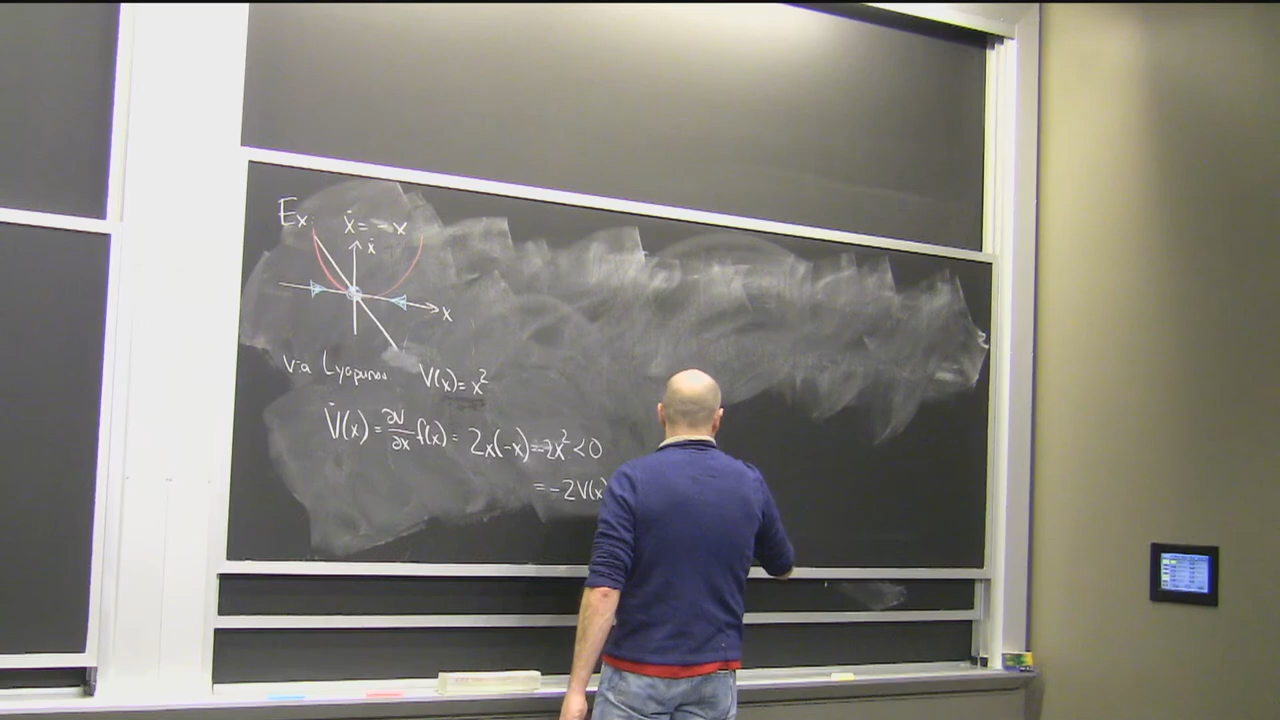 Ex. ẋ = -x
ẋ
x
via Lyapunov V(x) = x²
V̇(x) = ∂V/∂x f(x) = 2x(-x) = -2x² < 0
= -2V(x)